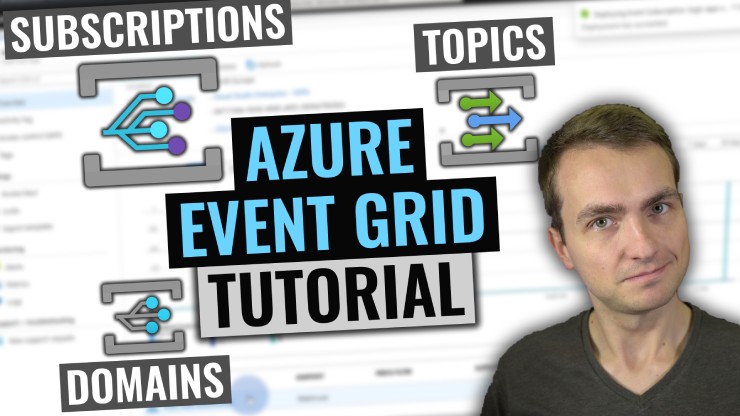 SUBSCRIPTIONS
TOPICS
AZURE
EVENT GRID
TUTORIAL
DOMAINS